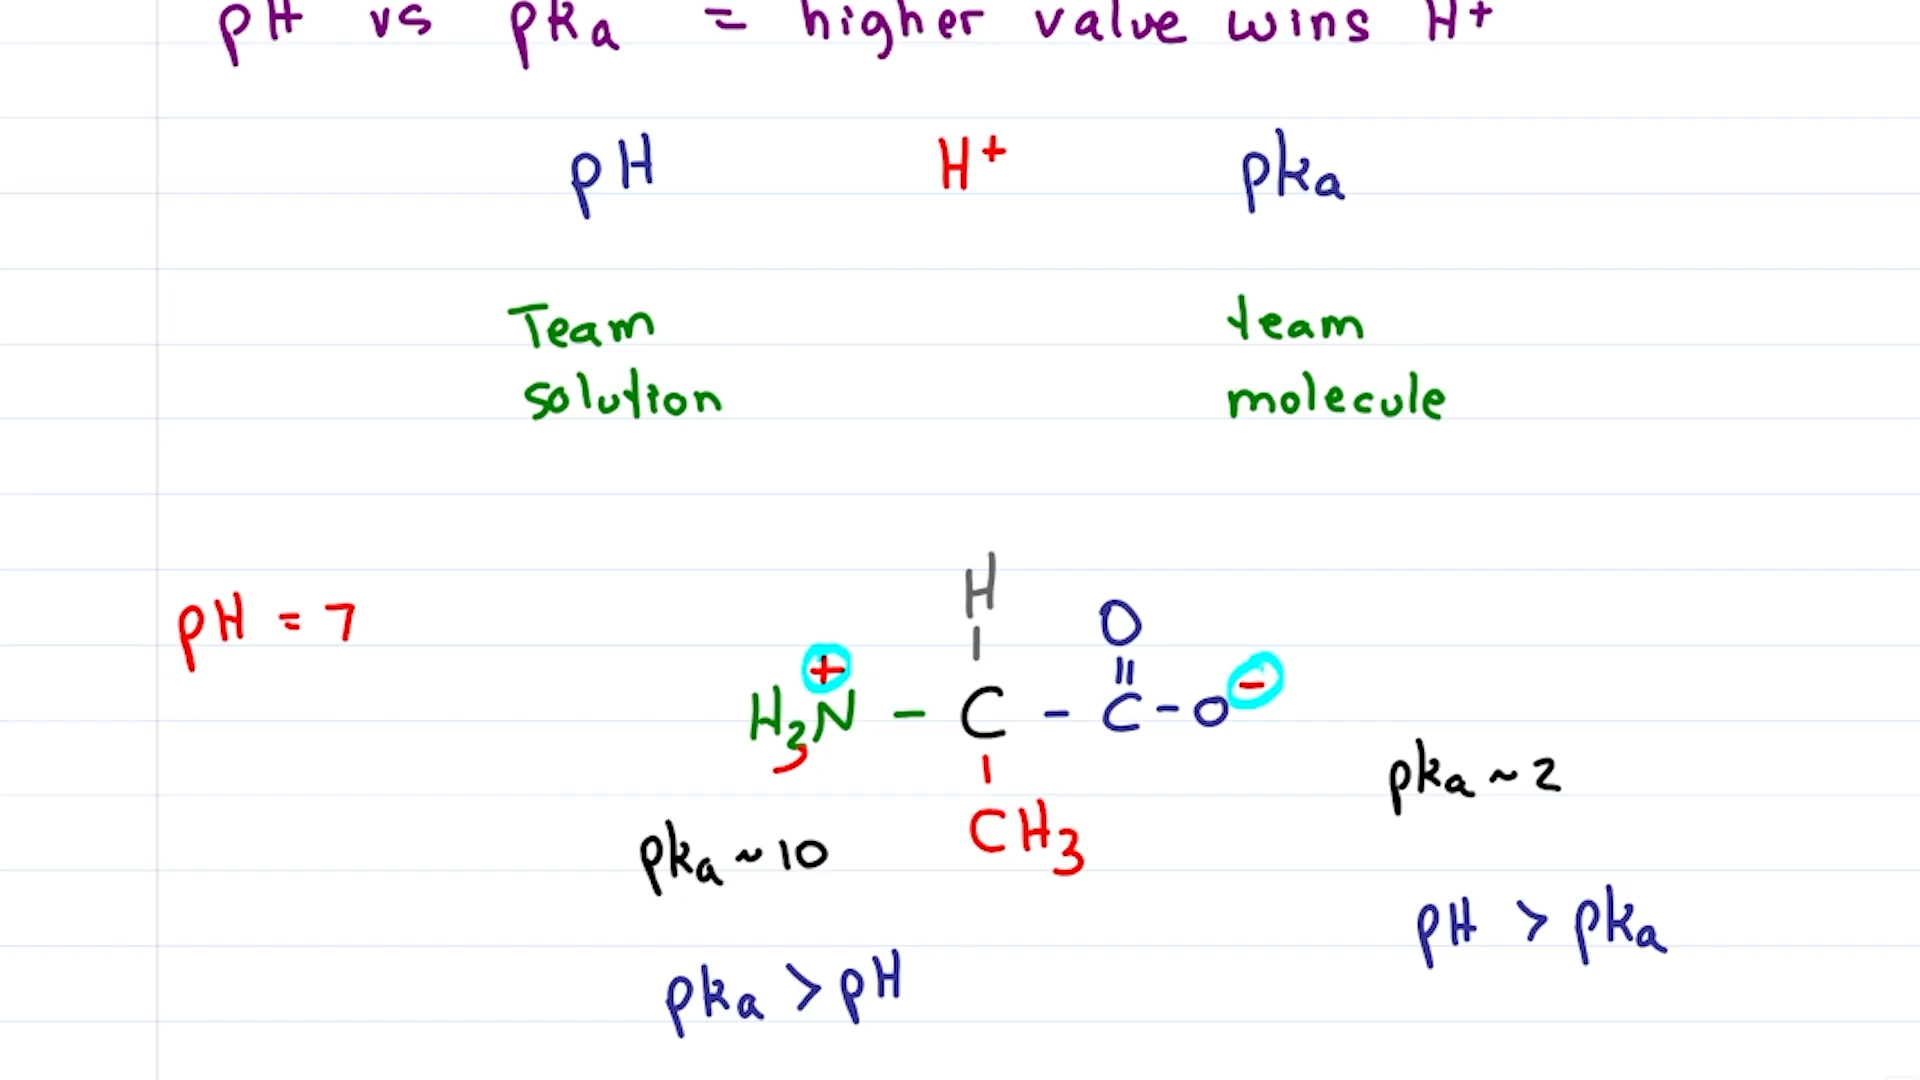 pH vs pka = higher value wins H+
pH H+ pka
Team team
solution molecule
H
pH = 7 O
+ || -
H3N - C - C - O
pka ~ 2
CH3
pka ~ 10
pH > pka
pka > pH